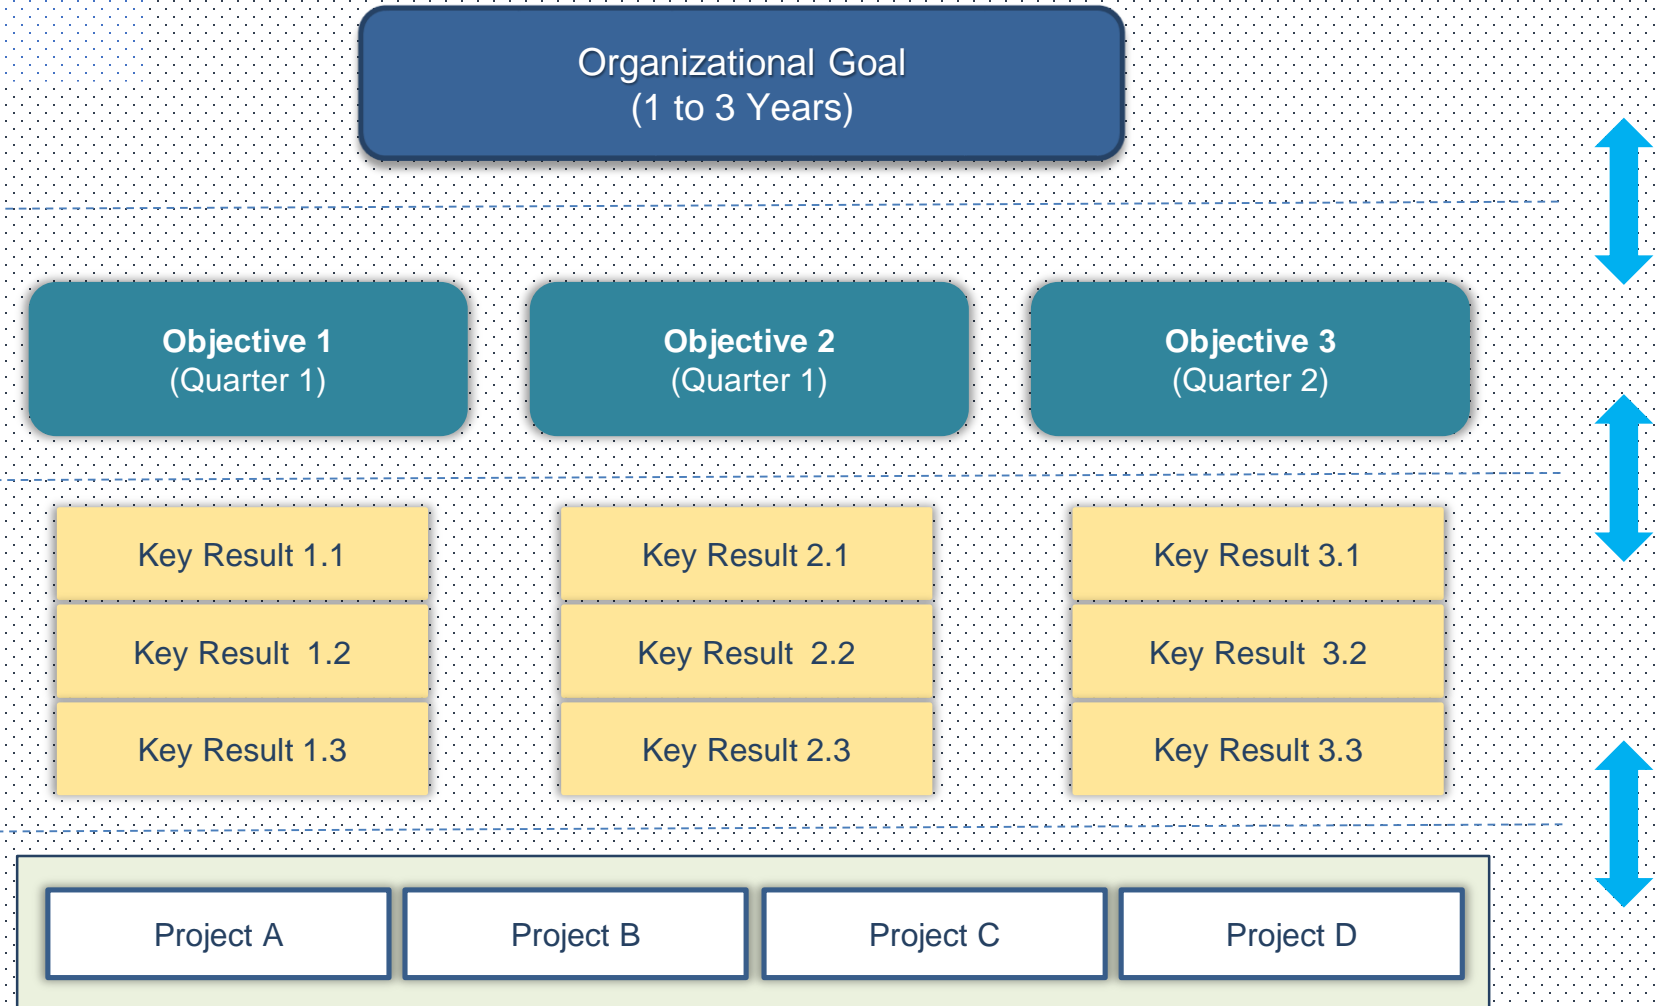 Organizational Goal
(1 to 3 Years)
Objective 1
(Quarter 1)
Objective 2
(Quarter 1)
Objective 3
(Quarter 2)
Key Result 1.1
Key Result 2.1
Key Result 3.1
Key Result 1.2
Key Result 2.2
Key Result 3.2
Key Result 1.3
Key Result 2.3
Key Result 3.3
Project A
Project B
Project C
Project D